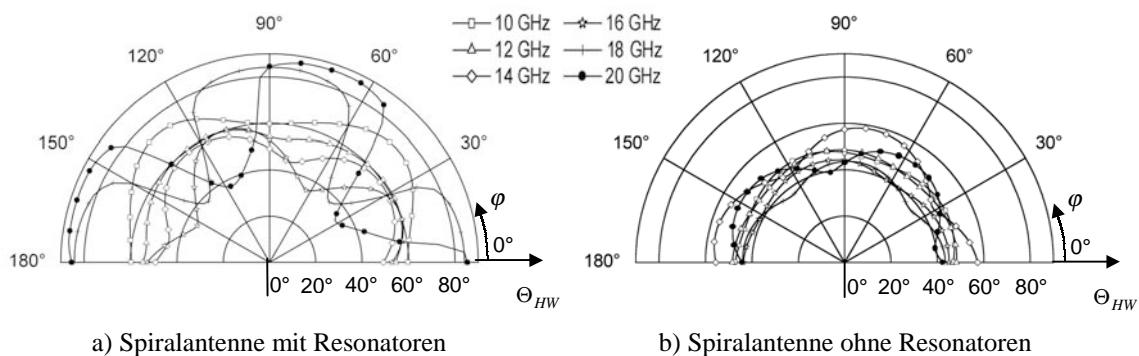 90°
120°
60°
150°
30°
φ
0°
180°
0° 20° 40° 60° 80°
Θ_HW
10 GHz
12 GHz
14 GHz
16 GHz
18 GHz
20 GHz
90°
120°
60°
150°
30°
φ
0°
180°
0° 20° 40° 60° 80°
Θ_HW
a) Spiralantenne mit Resonatoren
b) Spiralantenne ohne Resonatoren